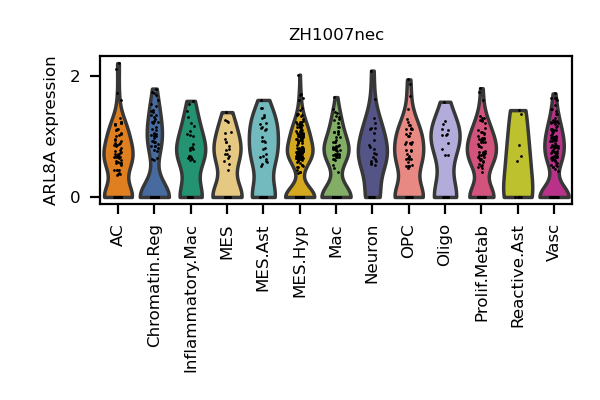 ZH1007nec
ARL8A expression
2
0
AC
Chromatin.Reg
Inflammatory.Mac
MES
MES.Ast
MES.Hyp
Mac
Neuron
OPC
Oligo
Prolif.Metab
Reactive.Ast
Vasc